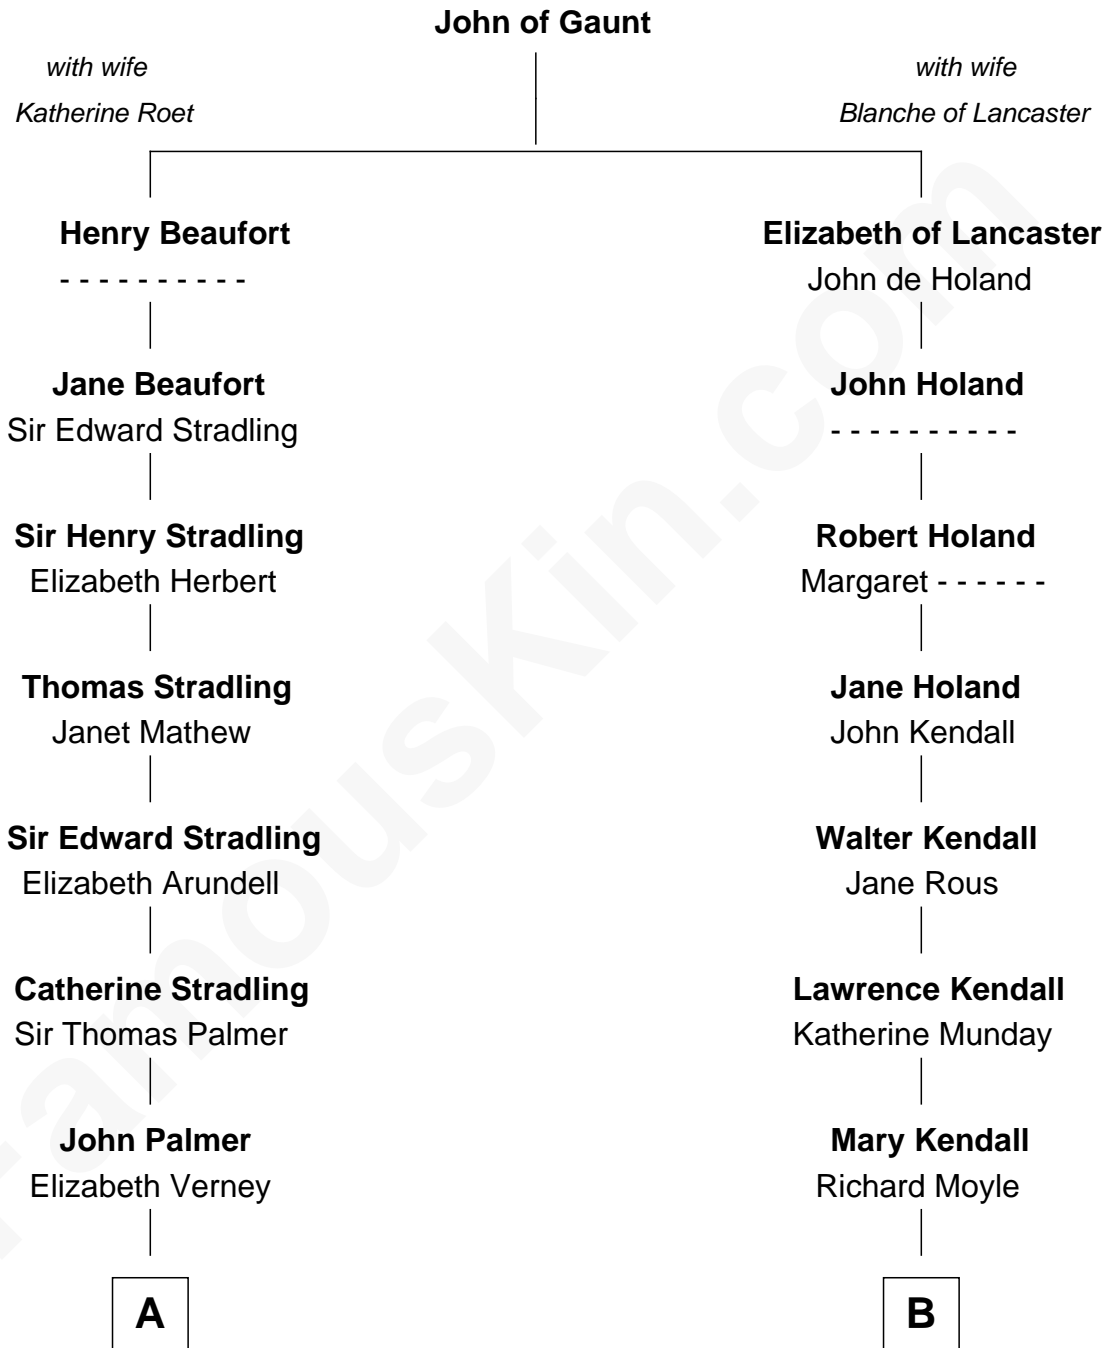 John of Gaunt
with wife
Katherine Roet
with wife
Blanche of Lancaster
Henry Beaufort
- - - - - - - - - -
Elizabeth of Lancaster
John de Holand
Jane Beaufort
Sir Edward Stradling
John Holand
- - - - - - - - - -
Sir Henry Stradling
Elizabeth Herbert
Robert Holand
Margaret - - - - - -
Thomas Stradling
Janet Mathew
Jane Holand
John Kendall
Sir Edward Stradling
Elizabeth Arundell
Walter Kendall
Jane Rous
Catherine Stradling
Sir Thomas Palmer
Lawrence Kendall
Katherine Munday
John Palmer
Elizabeth Verney
Mary Kendall
Richard Moyle
A
B
FamousKin.com